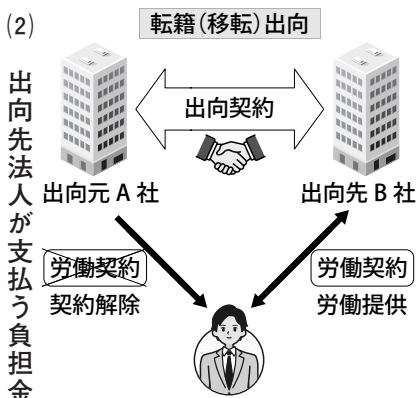 (2)
出向先法人が支払う負担金
転籍(移転)出向
出向契約
出向元A社
出向先B社
労働契約
契約解除
労働契約
労働提供